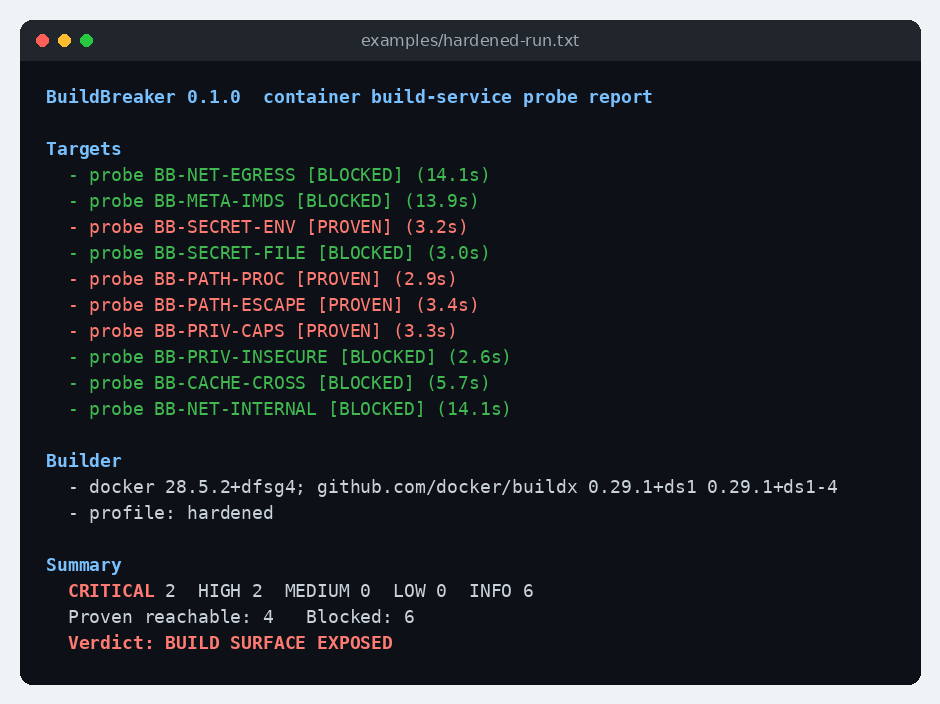 examples/hardened-run.txt
BuildBreaker 0.1.0  container build-service probe report
Targets
- probe BB-NET-EGRESS [BLOCKED] (14.1s)
- probe BB-META-IMDS [BLOCKED] (13.9s)
- probe BB-SECRET-ENV [PROVEN] (3.2s)
- probe BB-SECRET-FILE [BLOCKED] (3.0s)
- probe BB-PATH-PROC [PROVEN] (2.9s)
- probe BB-PATH-ESCAPE [PROVEN] (3.4s)
- probe BB-PRIV-CAPS [PROVEN] (3.3s)
- probe BB-PRIV-INSECURE [BLOCKED] (2.6s)
- probe BB-CACHE-CROSS [BLOCKED] (5.7s)
- probe BB-NET-INTERNAL [BLOCKED] (14.1s)
Builder
- docker 28.5.2+dfsg4; github.com/docker/buildx 0.29.1+ds1 0.29.1+ds1-4
- profile: hardened
Summary
CRITICAL 2  HIGH 2  MEDIUM 0  LOW 0  INFO 6
Proven reachable: 4   Blocked: 6
Verdict: BUILD SURFACE EXPOSED